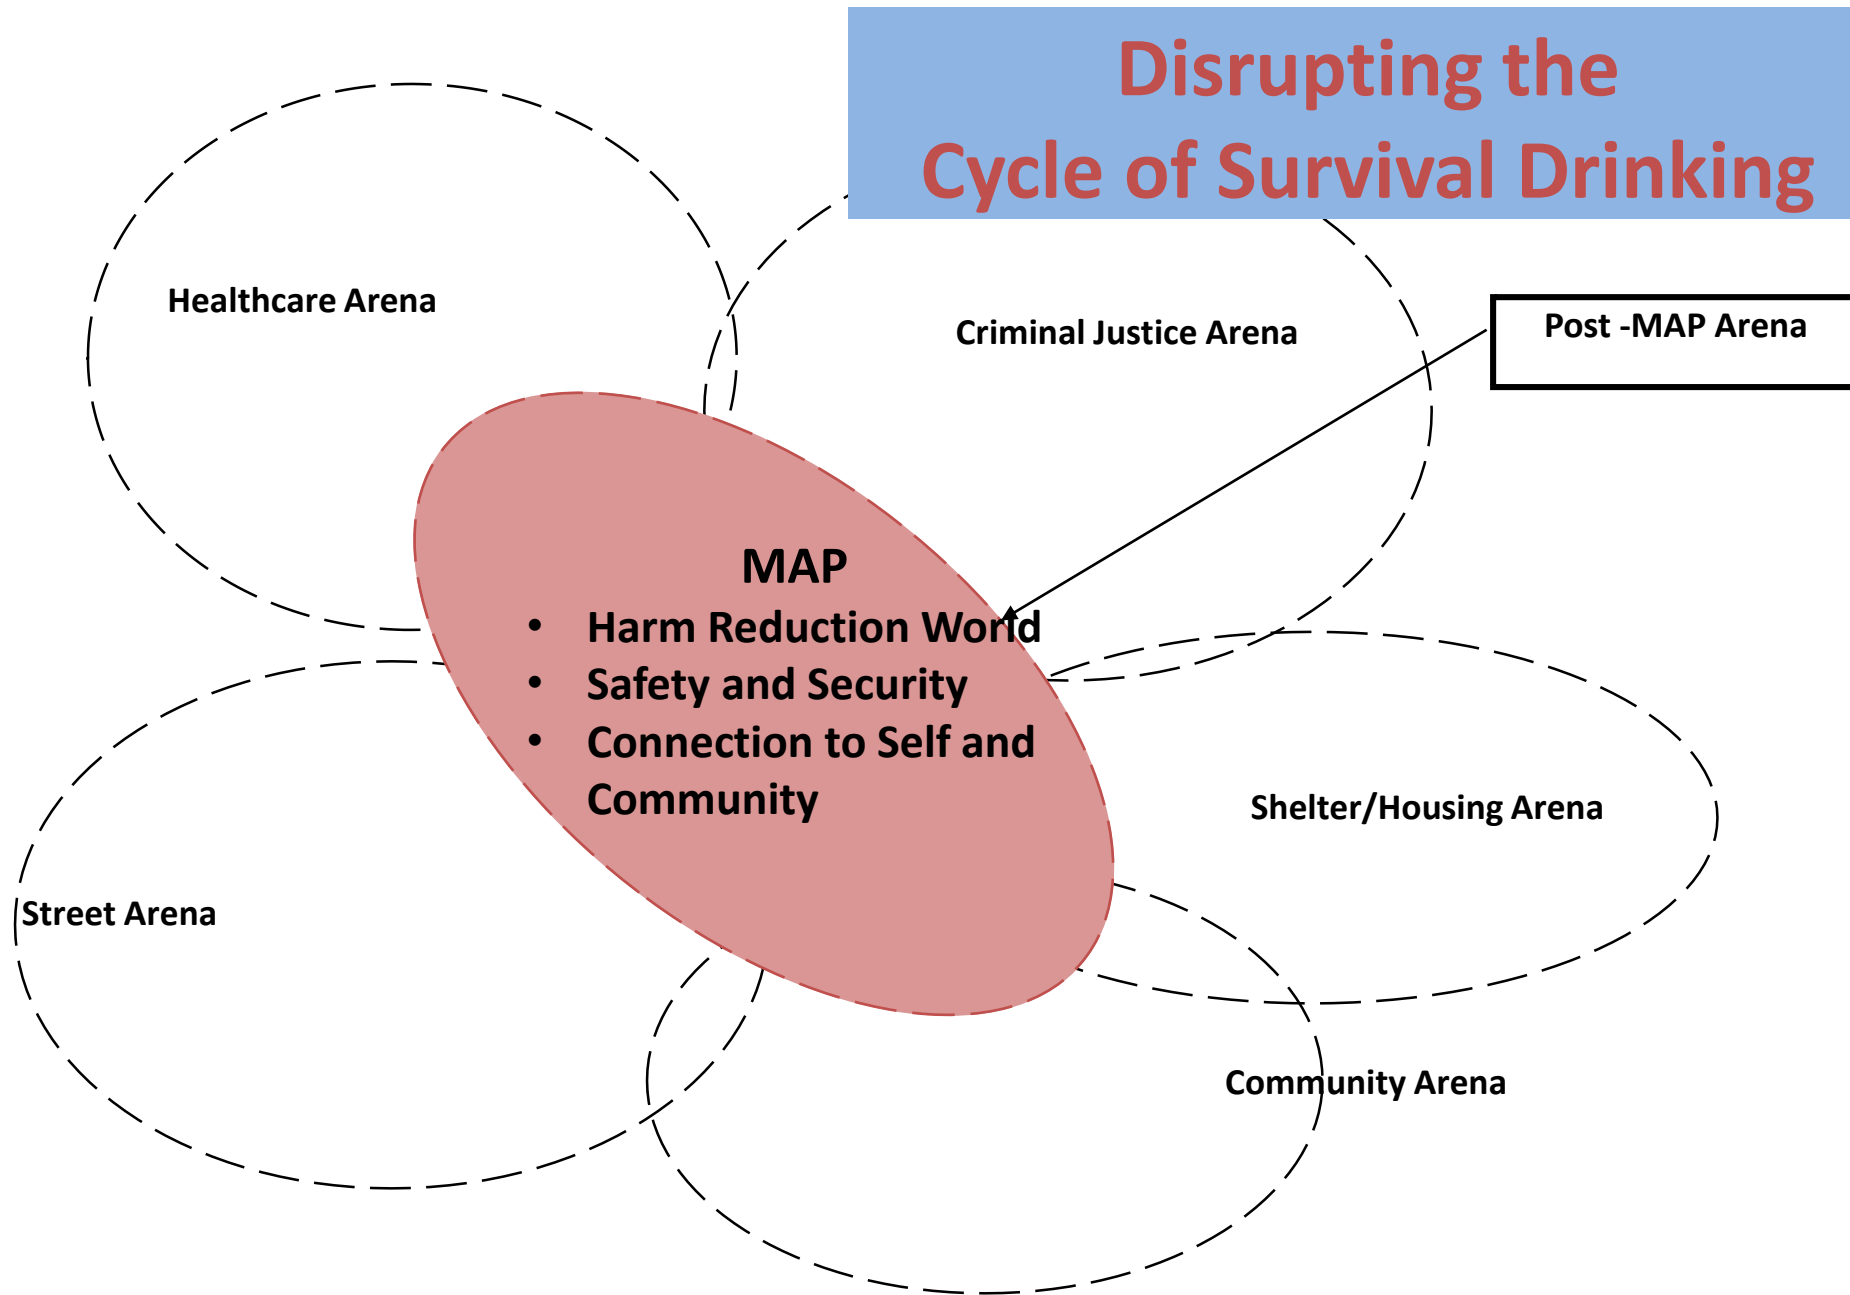 Disrupting the
Cycle of Survival Drinking
Healthcare Arena
Criminal Justice Arena
Post -MAP Arena
MAP
• Harm Reduction World
• Safety and Security
• Connection to Self and
Community
Shelter/Housing Arena
Street Arena
Community Arena